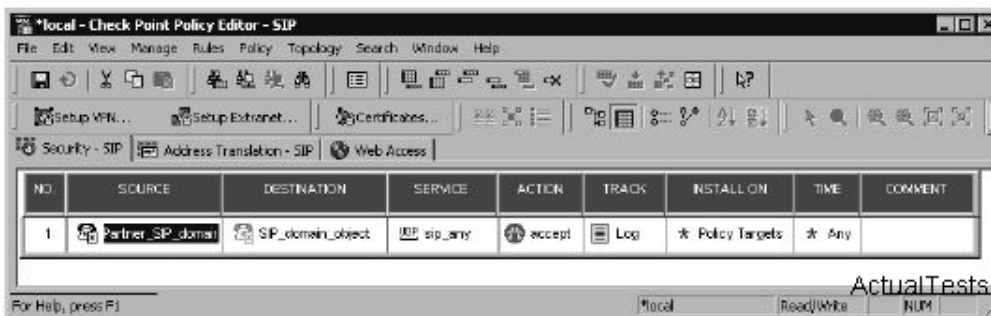 *local - Check Point Policy Editor - SIP
File Edit View Manage Rules Policy Topology Search Window Help
Setup VPN... Setup Extranet... Certificates...
Security - SIP Address Translation - SIP Web Access
NO. SOURCE DESTINATION SERVICE ACTION TRACK INSTALL ON TIME COMMENT
1 Partner_SIP_domain SIP_domain_object UDP sip_any accept Log * Policy Targets * Any
ActualTests
For Help, press F1 *local Read/Write NUM